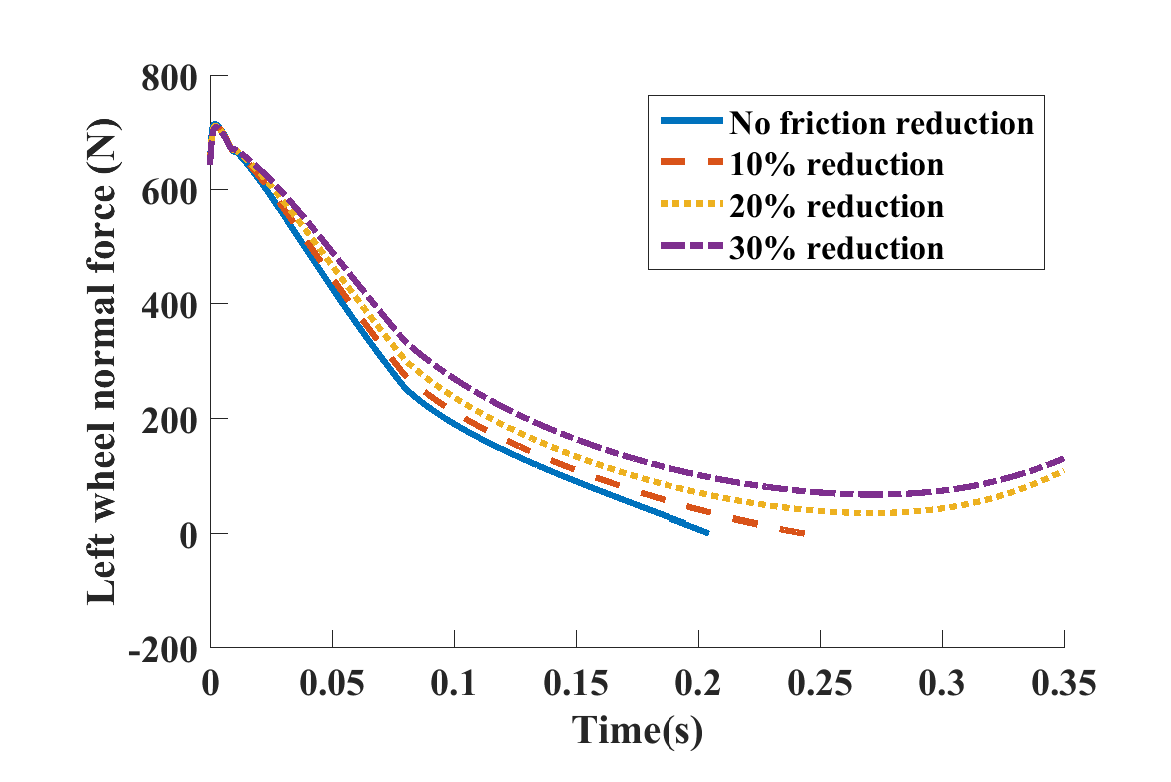 800
600
400
200
0
-200
Left wheel normal force (N)
No friction reduction
10% reduction
20% reduction
30% reduction
0 0.05 0.1 0.15 0.2 0.25 0.3 0.35
Time(s)